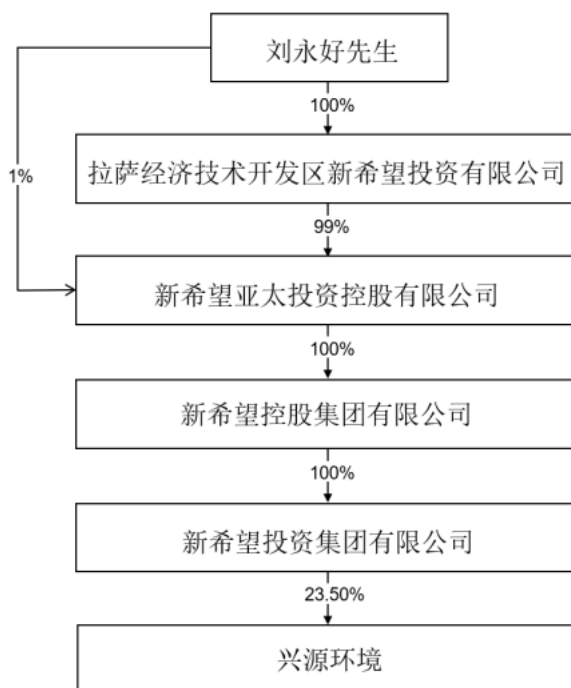 刘永好先生
100%
拉萨经济技术开发区新希望投资有限公司
1%
99%
新希望亚太投资控股有限公司
100%
新希望控股集团有限公司
100%
新希望投资集团有限公司
23.50%
兴源环境